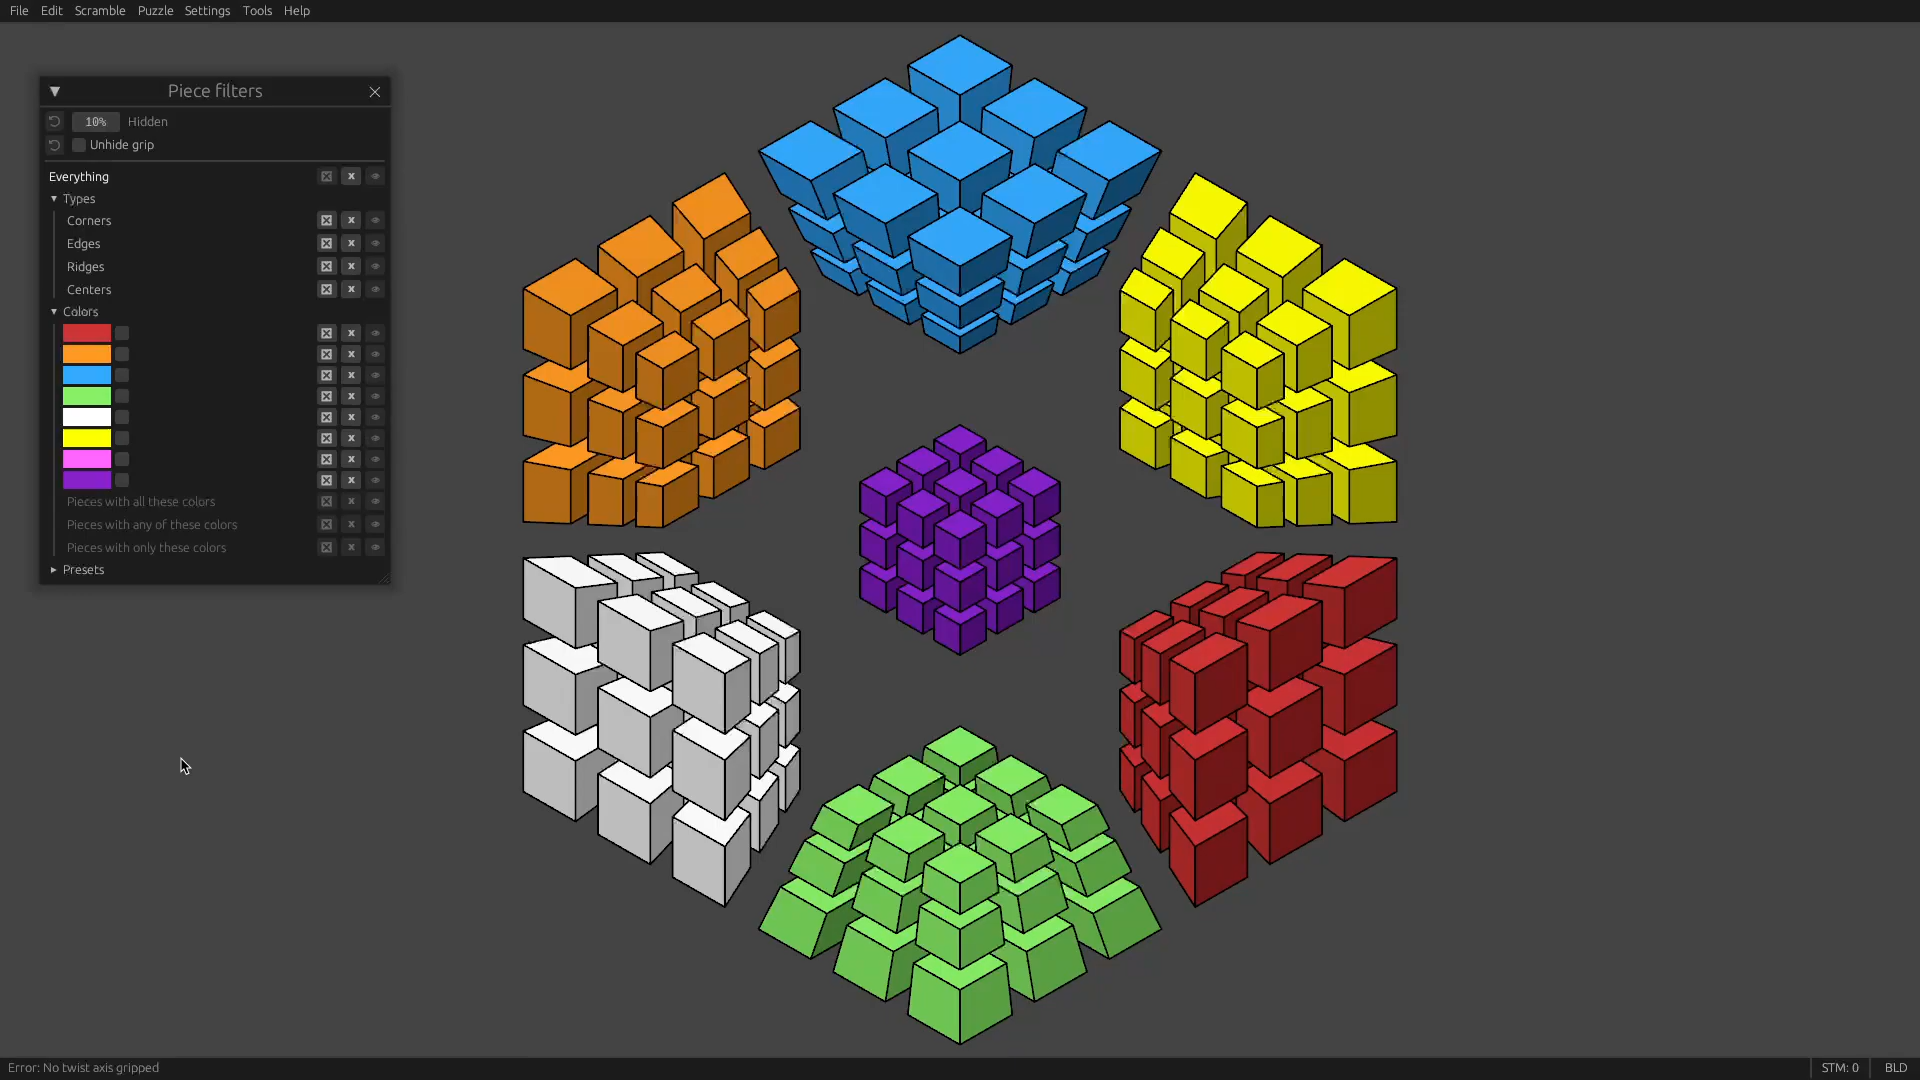 File Edit Scramble Puzzle Settings Tools Help
Piece filters
10% Hidden
Unhide grip
Everything
Types
Corners
Edges
Ridges
Centers
Colors
Pieces with all these colors
Pieces with any of these colors
Pieces with only these colors
Presets
Error: No twist axis gripped
STM: 0
BLD